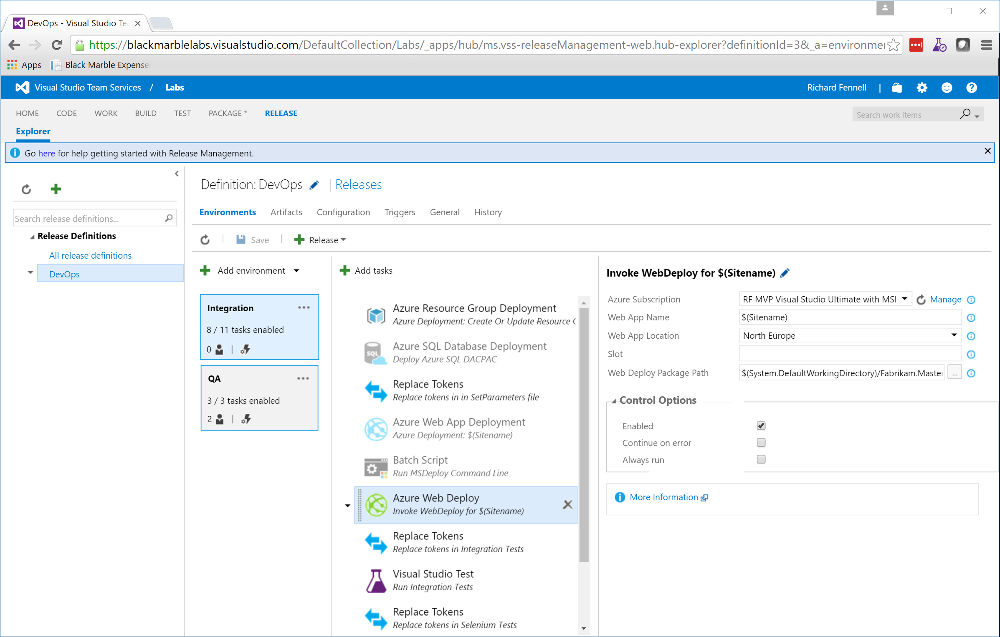 DevOps - Visual Studio Te
https://blackmarblelabs.visualstudio.com/DefaultCollection/Labs/_apps/hub/ms.vss-releaseManagement-web.hub-explorer?definitionId=3&_a=environmen
Apps Black Marble Expense
Visual Studio Team Services / Labs Richard Fennell |
HOME CODE WORK BUILD TEST PACKAGE * RELEASE Search work items
Explorer
Go here for help getting started with Release Management.
Definition: DevOps | Releases
Search release definitions...
Release Definitions
All release definitions
DevOps
Environments Artifacts Configuration Triggers General History
Save Release
Add environment
Integration
8 / 11 tasks enabled
0 |
QA
3 / 3 tasks enabled
2 |
Add tasks
Azure Resource Group Deployment
Azure Deployment: Create Or Update Resource G
Azure SQL Database Deployment
SQL
Deploy Azure SQL DACPAC
Replace Tokens
Replace tokens in in SetParameters file
Azure Web App Deployment
Azure Deployment: $(Sitename)
Batch Script
Run MSDeploy Command Line
Azure Web Deploy
Invoke WebDeploy for $(Sitename)
Replace Tokens
Replace tokens in Integration Tests
Visual Studio Test
Run Integration Tests
Replace Tokens
Replace tokens in Selenium Tests
Invoke WebDeploy for $(Sitename)
Azure Subscription RF MVP Visual Studio Ultimate with MS Manage
Web App Name $(Sitename)
Web App Location North Europe
Slot
Web Deploy Package Path $(System.DefaultWorkingDirectory)/Fabrikam.Master ...
Control Options
Enabled
Continue on error
Always run
More Information